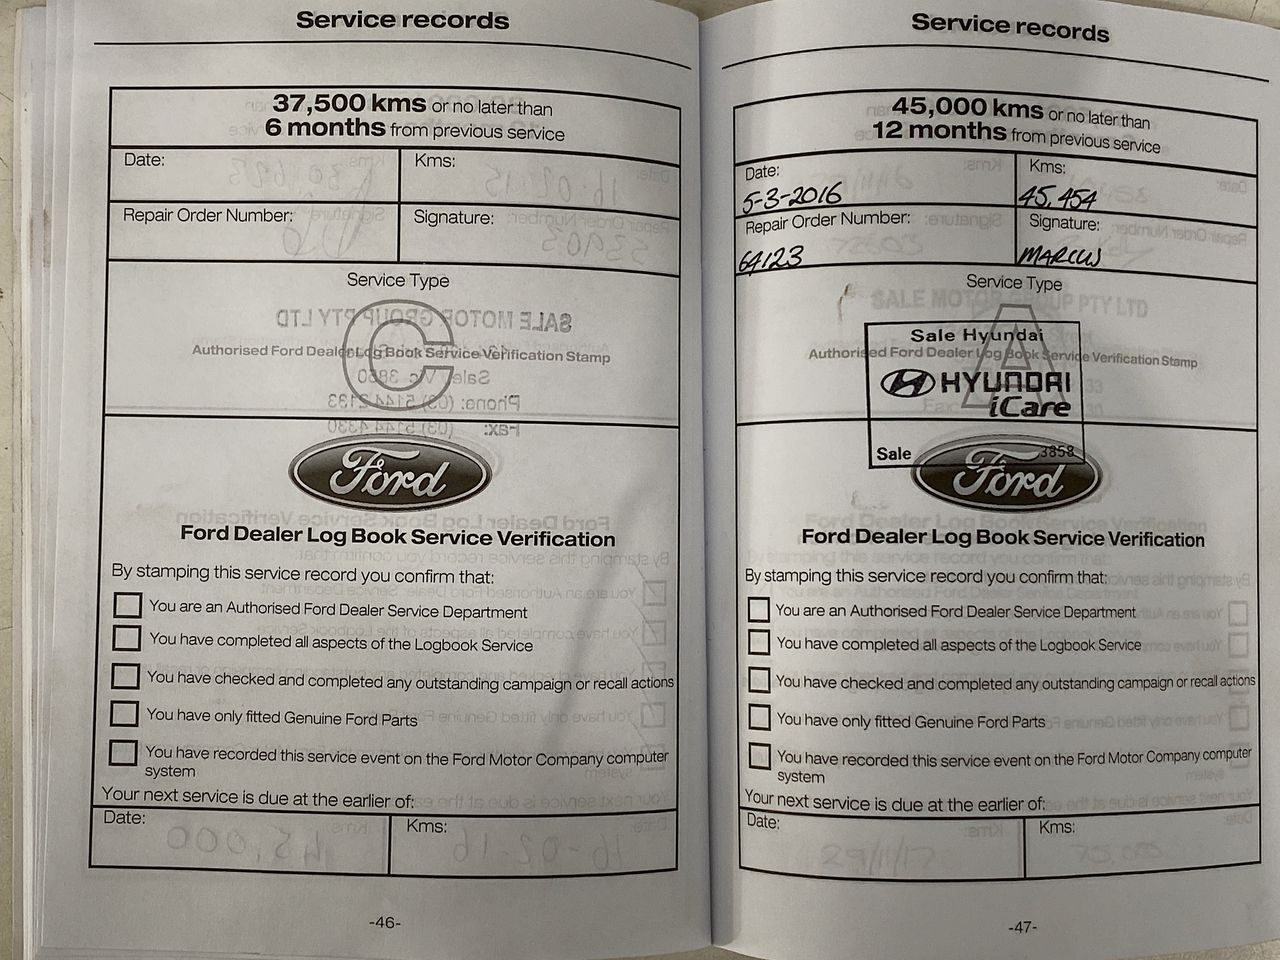 Service records
37,500 kms or no later than
6 months from previous service
Date:
Kms:
Repair Order Number:
Signature:
Service Type
C
Authorised Ford Dealer Log Book Service Verification Stamp
Ford
Ford Dealer Log Book Service Verification
By stamping this service record you confirm that:
You are an Authorised Ford Dealer Service Department
You have completed all aspects of the Logbook Service
You have checked and completed any outstanding campaign or recall actions
You have only fitted Genuine Ford Parts
You have recorded this service event on the Ford Motor Company computer
system
Your next service is due at the earlier of:
Date:
Kms:
-46-
Service records
45,000 kms or no later than
12 months from previous service
Date:
5-3-2016
Kms:
45,454
Repair Order Number:
64123
Signature:
MARCUS
Service Type
A
Authorised Ford Dealer Log Book Service Verification Stamp
Sale Hyundai
HYUNDAI
iCare
Sale 3858
Ford
Ford Dealer Log Book Service Verification
By stamping this service record you confirm that:
You are an Authorised Ford Dealer Service Department
You have completed all aspects of the Logbook Service
You have checked and completed any outstanding campaign or recall actions
You have only fitted Genuine Ford Parts
You have recorded this service event on the Ford Motor Company computer
system
Your next service is due at the earlier of:
Date:
Kms:
-47-